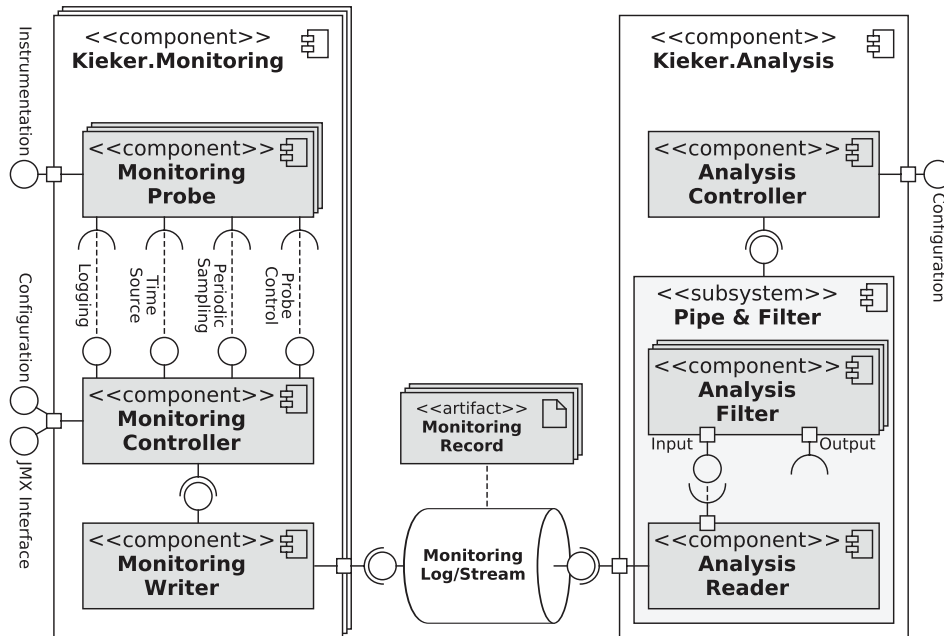 <<component>>
Kieker.Monitoring
Instrumentation
<<component>>
Monitoring
Probe
Logging
Time
Source
Periodic
Sampling
Probe
Control
Configuration
JMX Interface
<<component>>
Monitoring
Controller
<<component>>
Monitoring
Writer
<<artifact>>
Monitoring
Record
Monitoring
Log/Stream
<<component>>
Kieker.Analysis
<<component>>
Analysis
Controller
Configuration
<<subsystem>>
Pipe & Filter
<<component>>
Analysis
Filter
Input
Output
<<component>>
Analysis
Reader